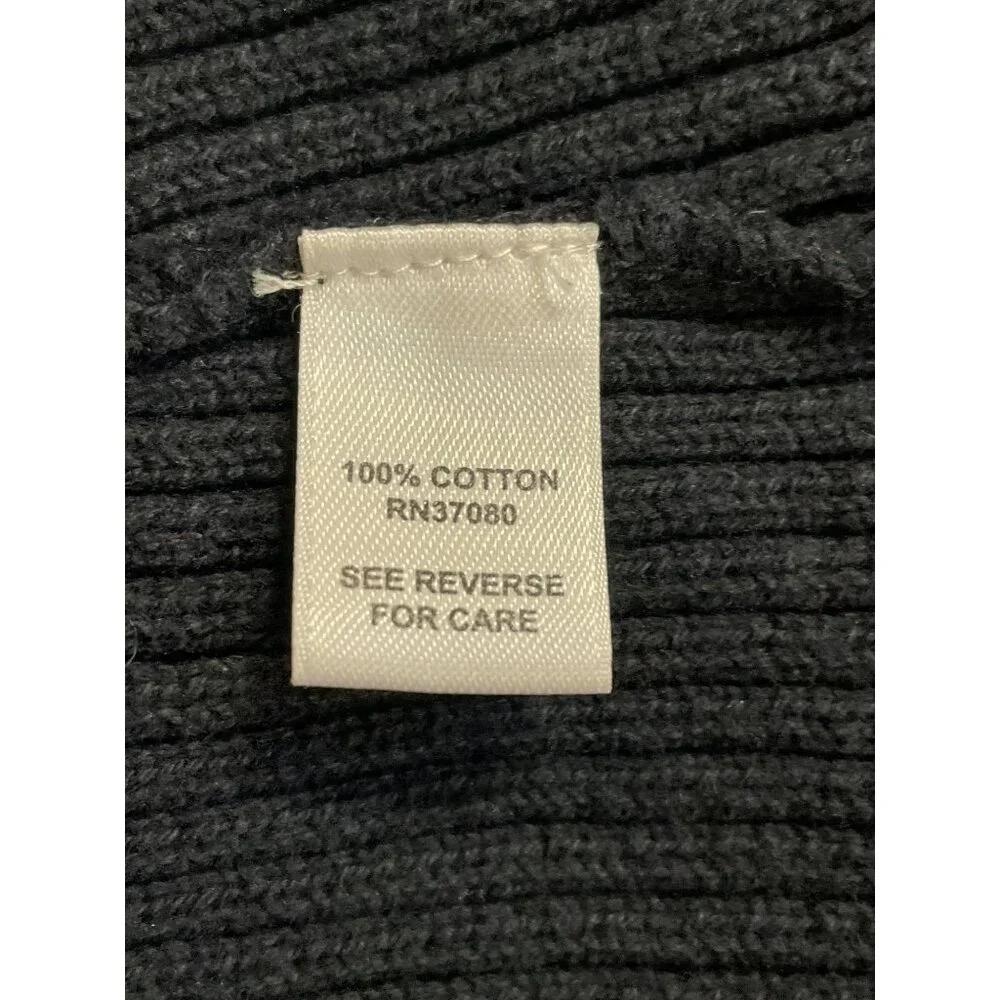 100% COTTON
RN37080
SEE REVERSE
FOR CARE